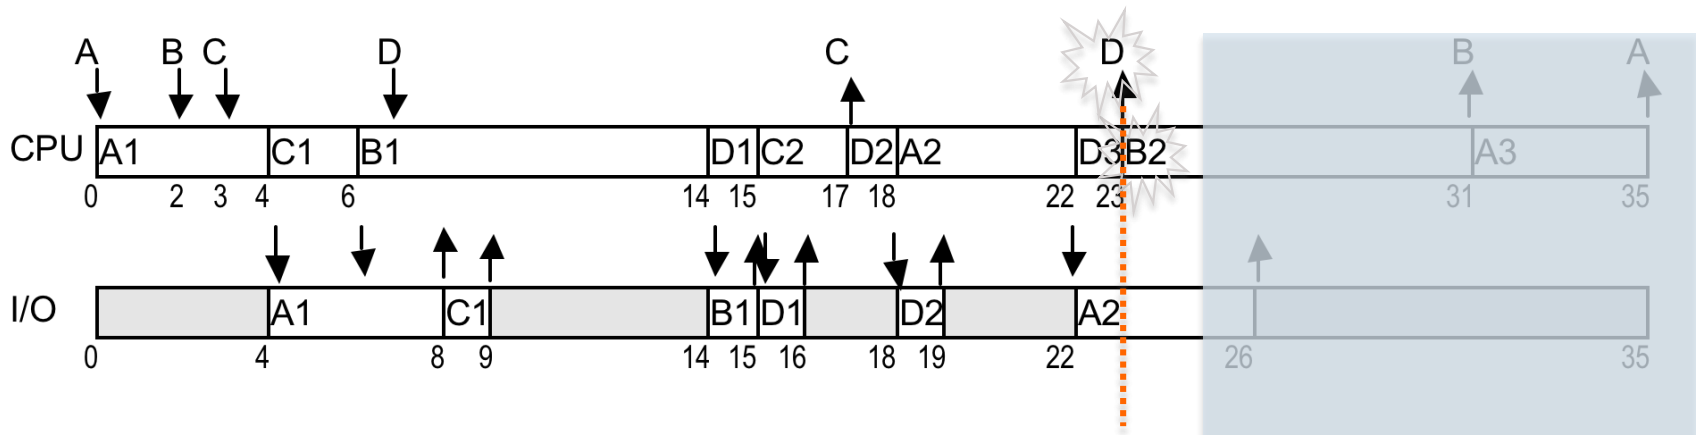 A B C D C D B A
CPU A1 C1 B1 D1 C2 D2 A2 D3 B2 A3
0 2 3 4 6 14 15 17 18 22 23 31 35
I/O A1 C1 B1 D1 D2 A2
0 4 8 9 14 15 16 18 19 22 26 35